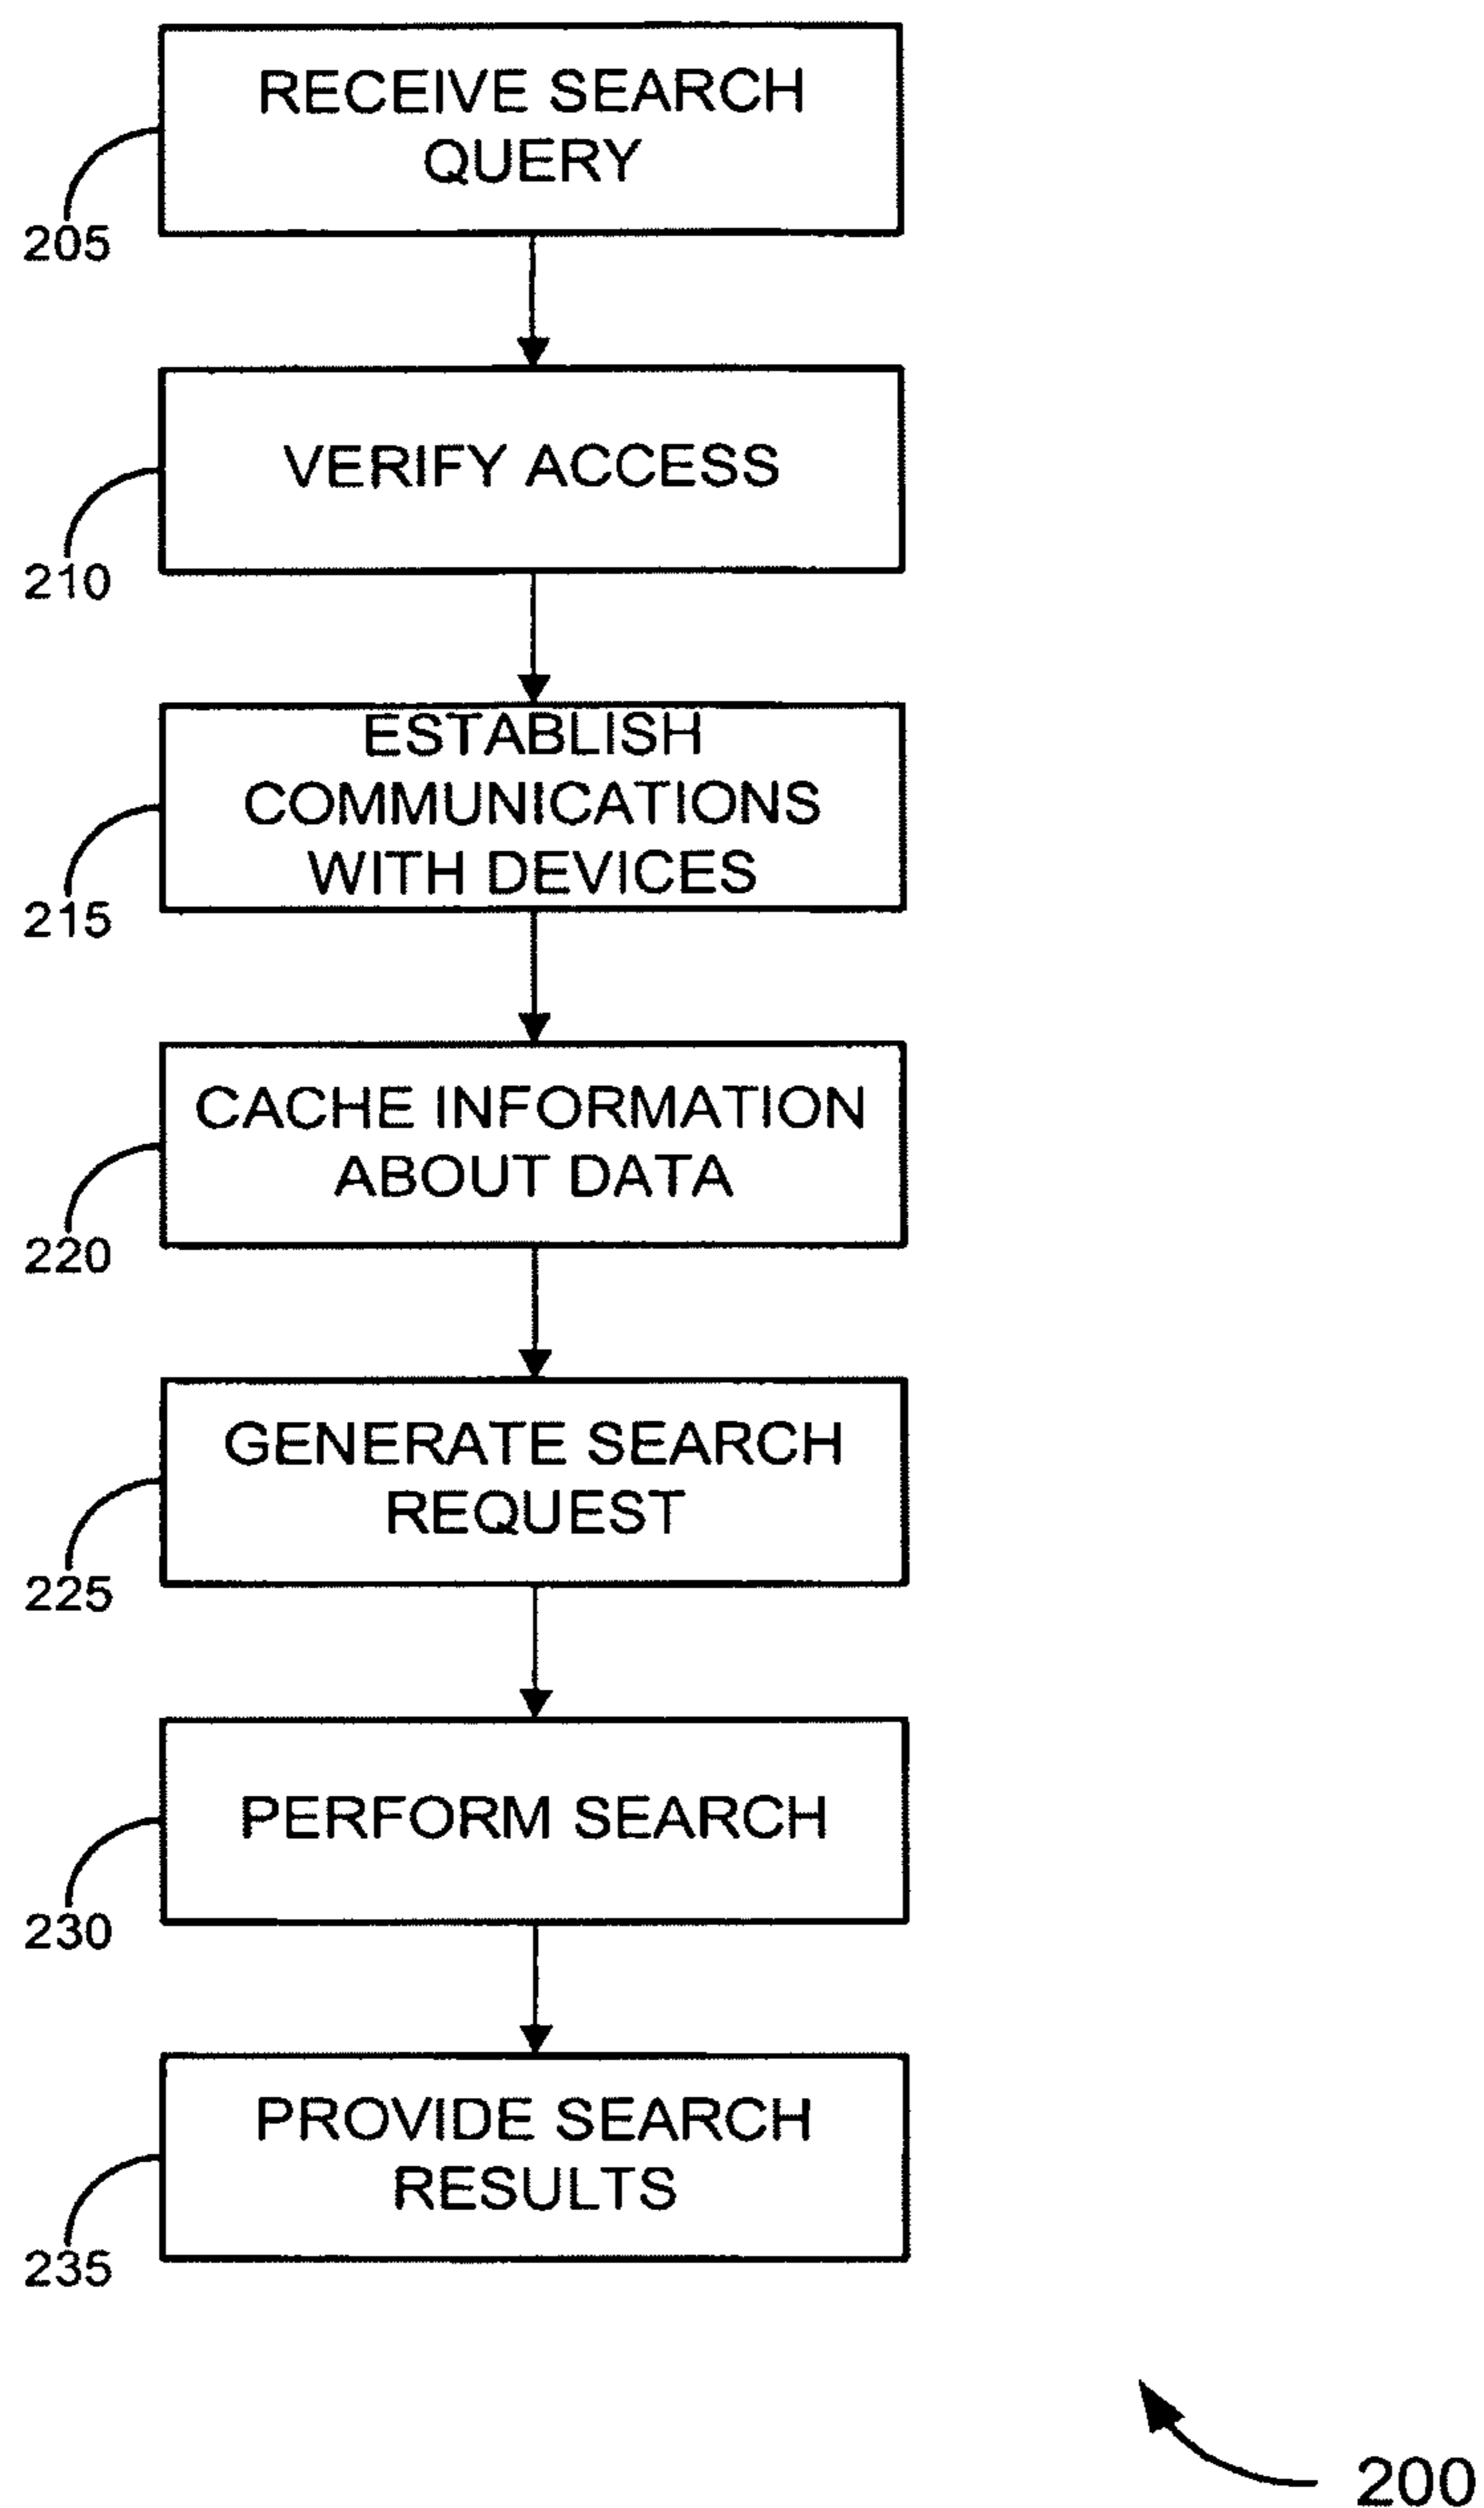 RECEIVE SEARCH
QUERY
205
VERIFY ACCESS
210
ESTABLISH
COMMUNICATIONS
WITH DEVICES
215
CACHE INFORMATION
ABOUT DATA
220
GENERATE SEARCH
REQUEST
225
PERFORM SEARCH
230
PROVIDE SEARCH
RESULTS
235
200